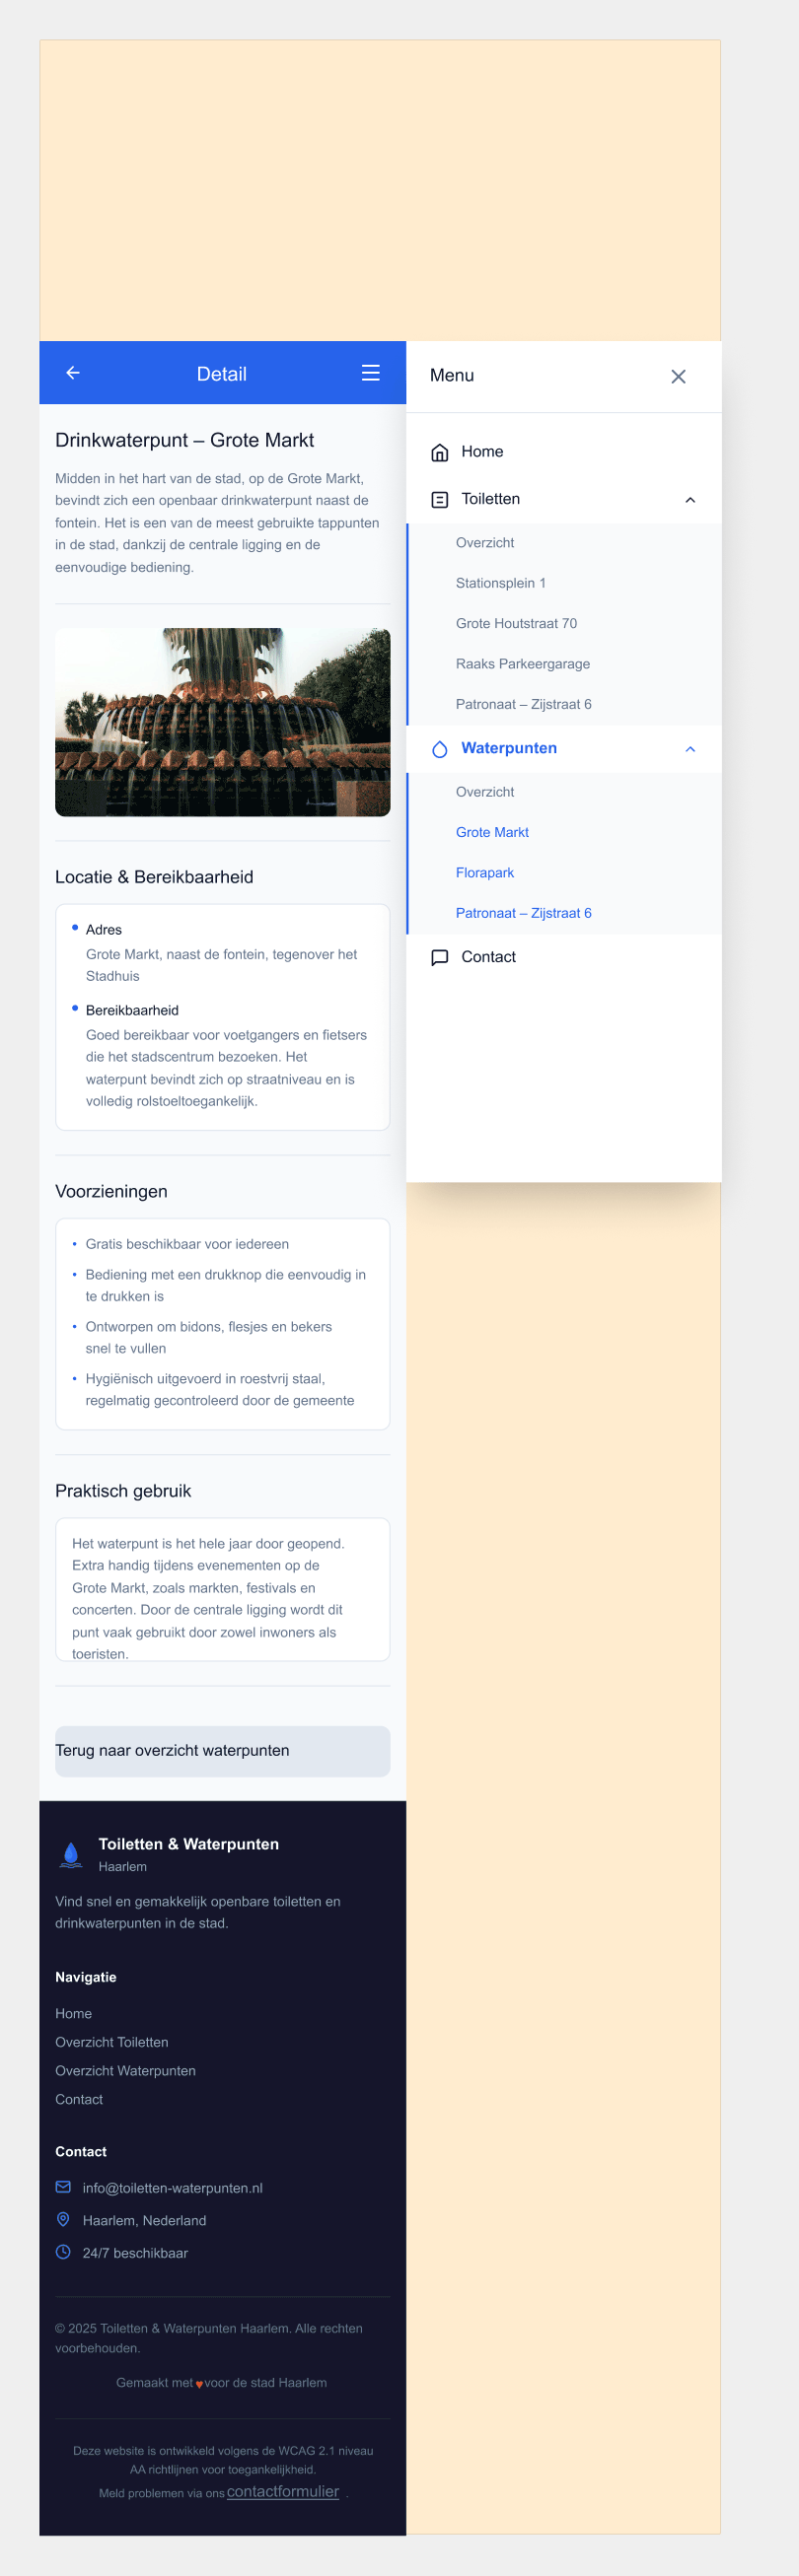 Detail
Drinkwaterpunt – Grote Markt
Midden in het hart van de stad, op de Grote Markt,
bevindt zich een openbaar drinkwaterpunt naast de
fontein. Het is een van de meest gebruikte tappunten
in de stad, dankzij de centrale ligging en de
eenvoudige bediening.
Locatie & Bereikbaarheid
Adres
Grote Markt, naast de fontein, tegenover het
Stadhuis
Bereikbaarheid
Goed bereikbaar voor voetgangers en fietsers
die het stadscentrum bezoeken. Het
waterpunt bevindt zich op straatniveau en is
volledig rolstoeltoegankelijk.
Voorzieningen
• Gratis beschikbaar voor iedereen
• Bediening met een drukknop die eenvoudig in
te drukken is
• Ontworpen om bidons, flesjes en bekers
snel te vullen
• Hygiënisch uitgevoerd in roestvrij staal,
regelmatig gecontroleerd door de gemeente
Praktisch gebruik
Het waterpunt is het hele jaar door geopend.
Extra handig tijdens evenementen op de
Grote Markt, zoals markten, festivals en
concerten. Door de centrale ligging wordt dit
punt vaak gebruikt door zowel inwoners als
toeristen.
Terug naar overzicht waterpunten
Toiletten & Waterpunten
Haarlem
Vind snel en gemakkelijk openbare toiletten en
drinkwaterpunten in de stad.
Navigatie
Home
Overzicht Toiletten
Overzicht Waterpunten
Contact
Contact
info@toiletten-waterpunten.nl
Haarlem, Nederland
24/7 beschikbaar
© 2025 Toiletten & Waterpunten Haarlem. Alle rechten
voorbehouden.
Gemaakt met ♥ voor de stad Haarlem
Deze website is ontwikkeld volgens de WCAG 2.1 niveau
AA richtlijnen voor toegankelijkheid.
Meld problemen via ons contactformulier .
Menu
Home
Toiletten
Overzicht
Stationsplein 1
Grote Houtstraat 70
Raaks Parkeergarage
Patronaat – Zijstraat 6
Waterpunten
Overzicht
Grote Markt
Florapark
Patronaat – Zijstraat 6
Contact